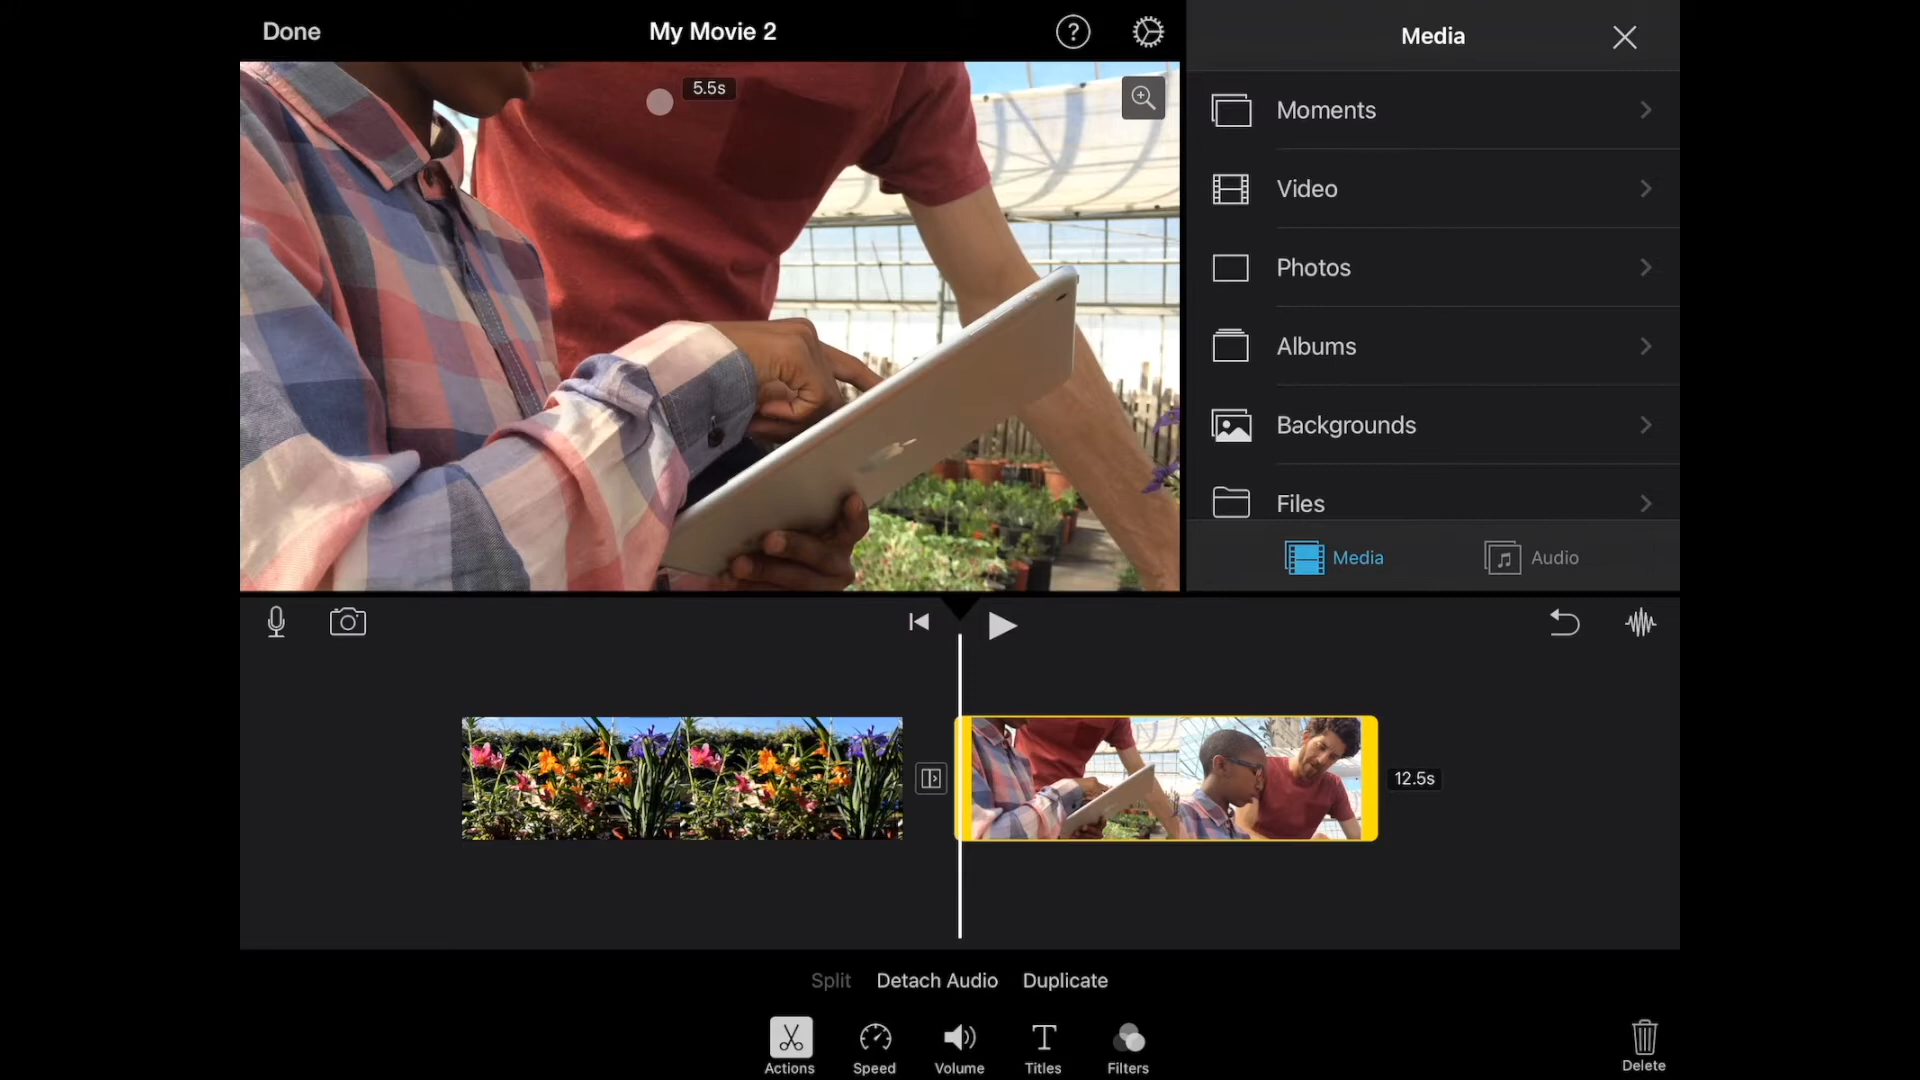 Done
My Movie 2
?
5.5s
Media
Moments
Video
Photos
Albums
Backgrounds
Files
Media
Audio
12.5s
Split
Detach Audio
Duplicate
Actions
Speed
Volume
T
Titles
Filters
Delete